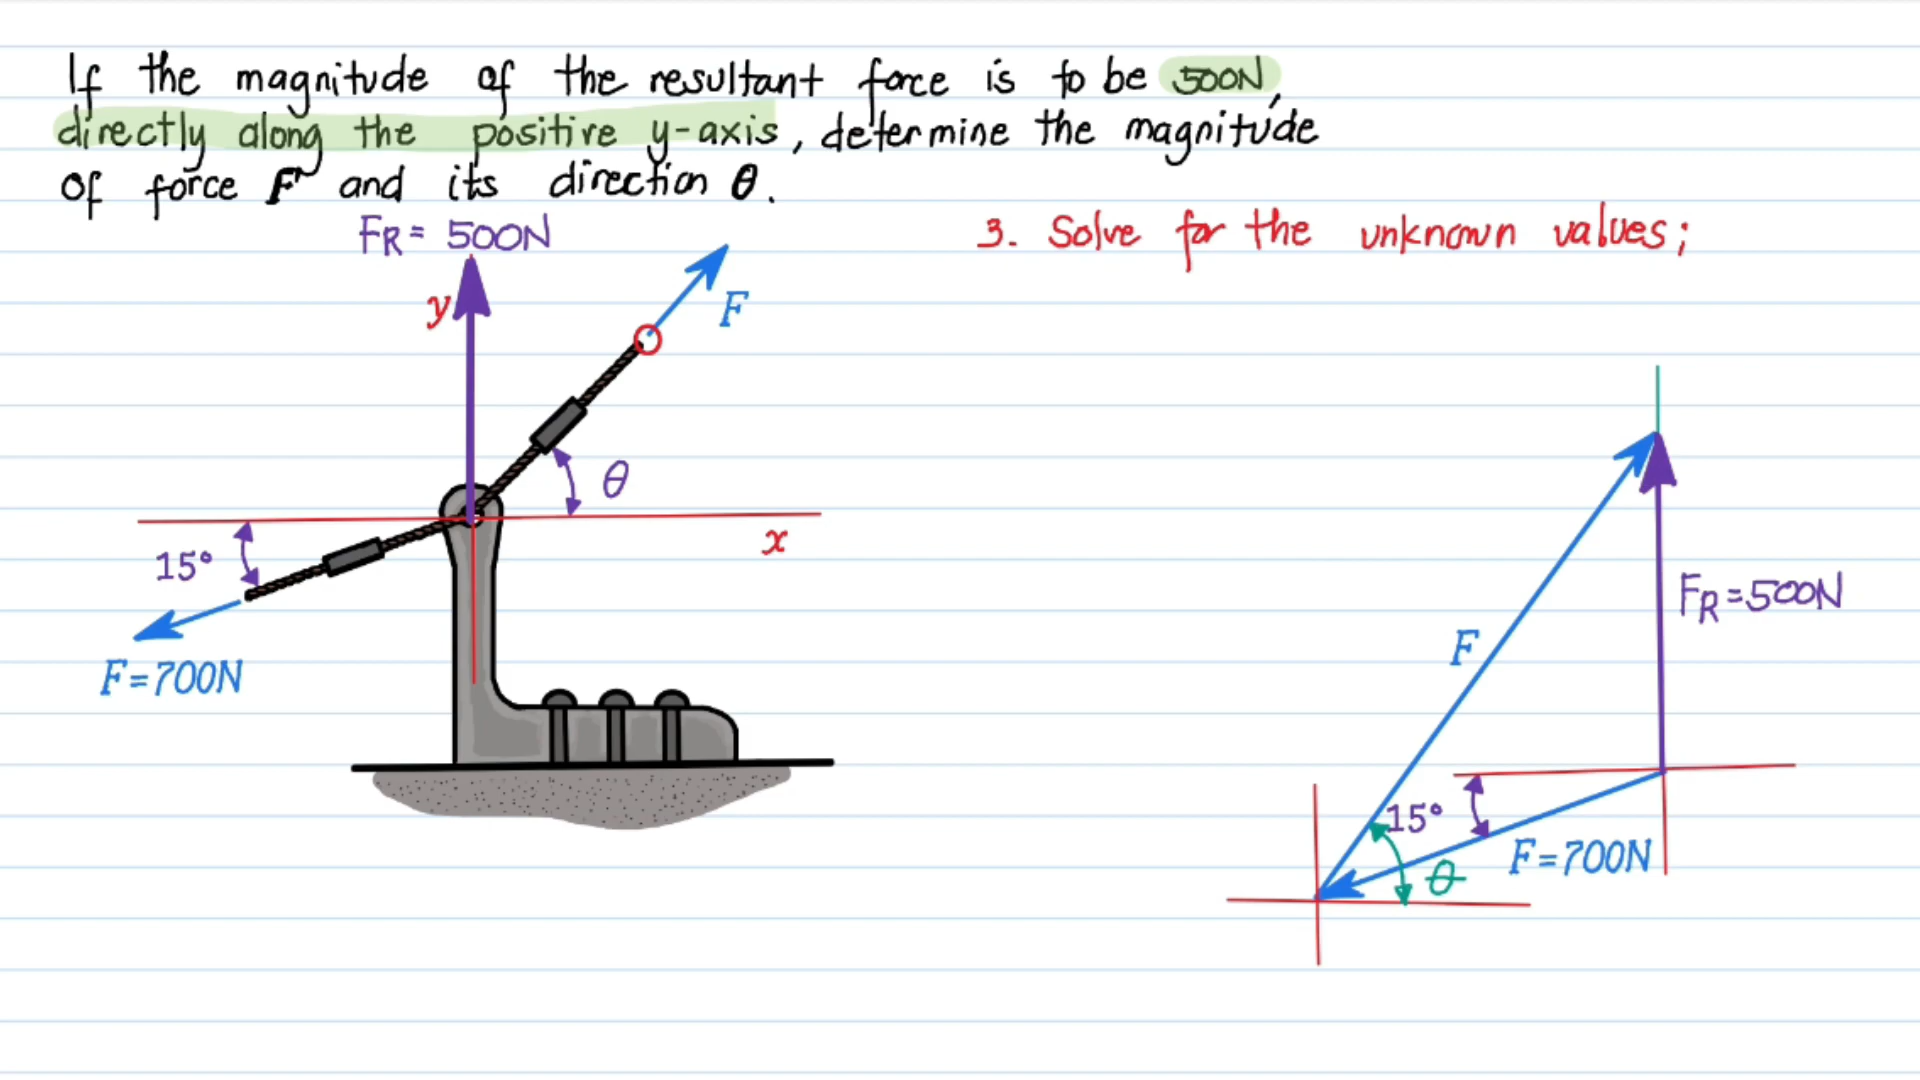 If the magnitude of the resultant force is to be 500N,
directly along the positive y-axis, determine the magnitude
of force F and its direction θ.
FR = 500N
3. Solve for the unknown values;
y
F
θ
x
15°
F=700N
FR=500N
F
15°
F=700N
θ